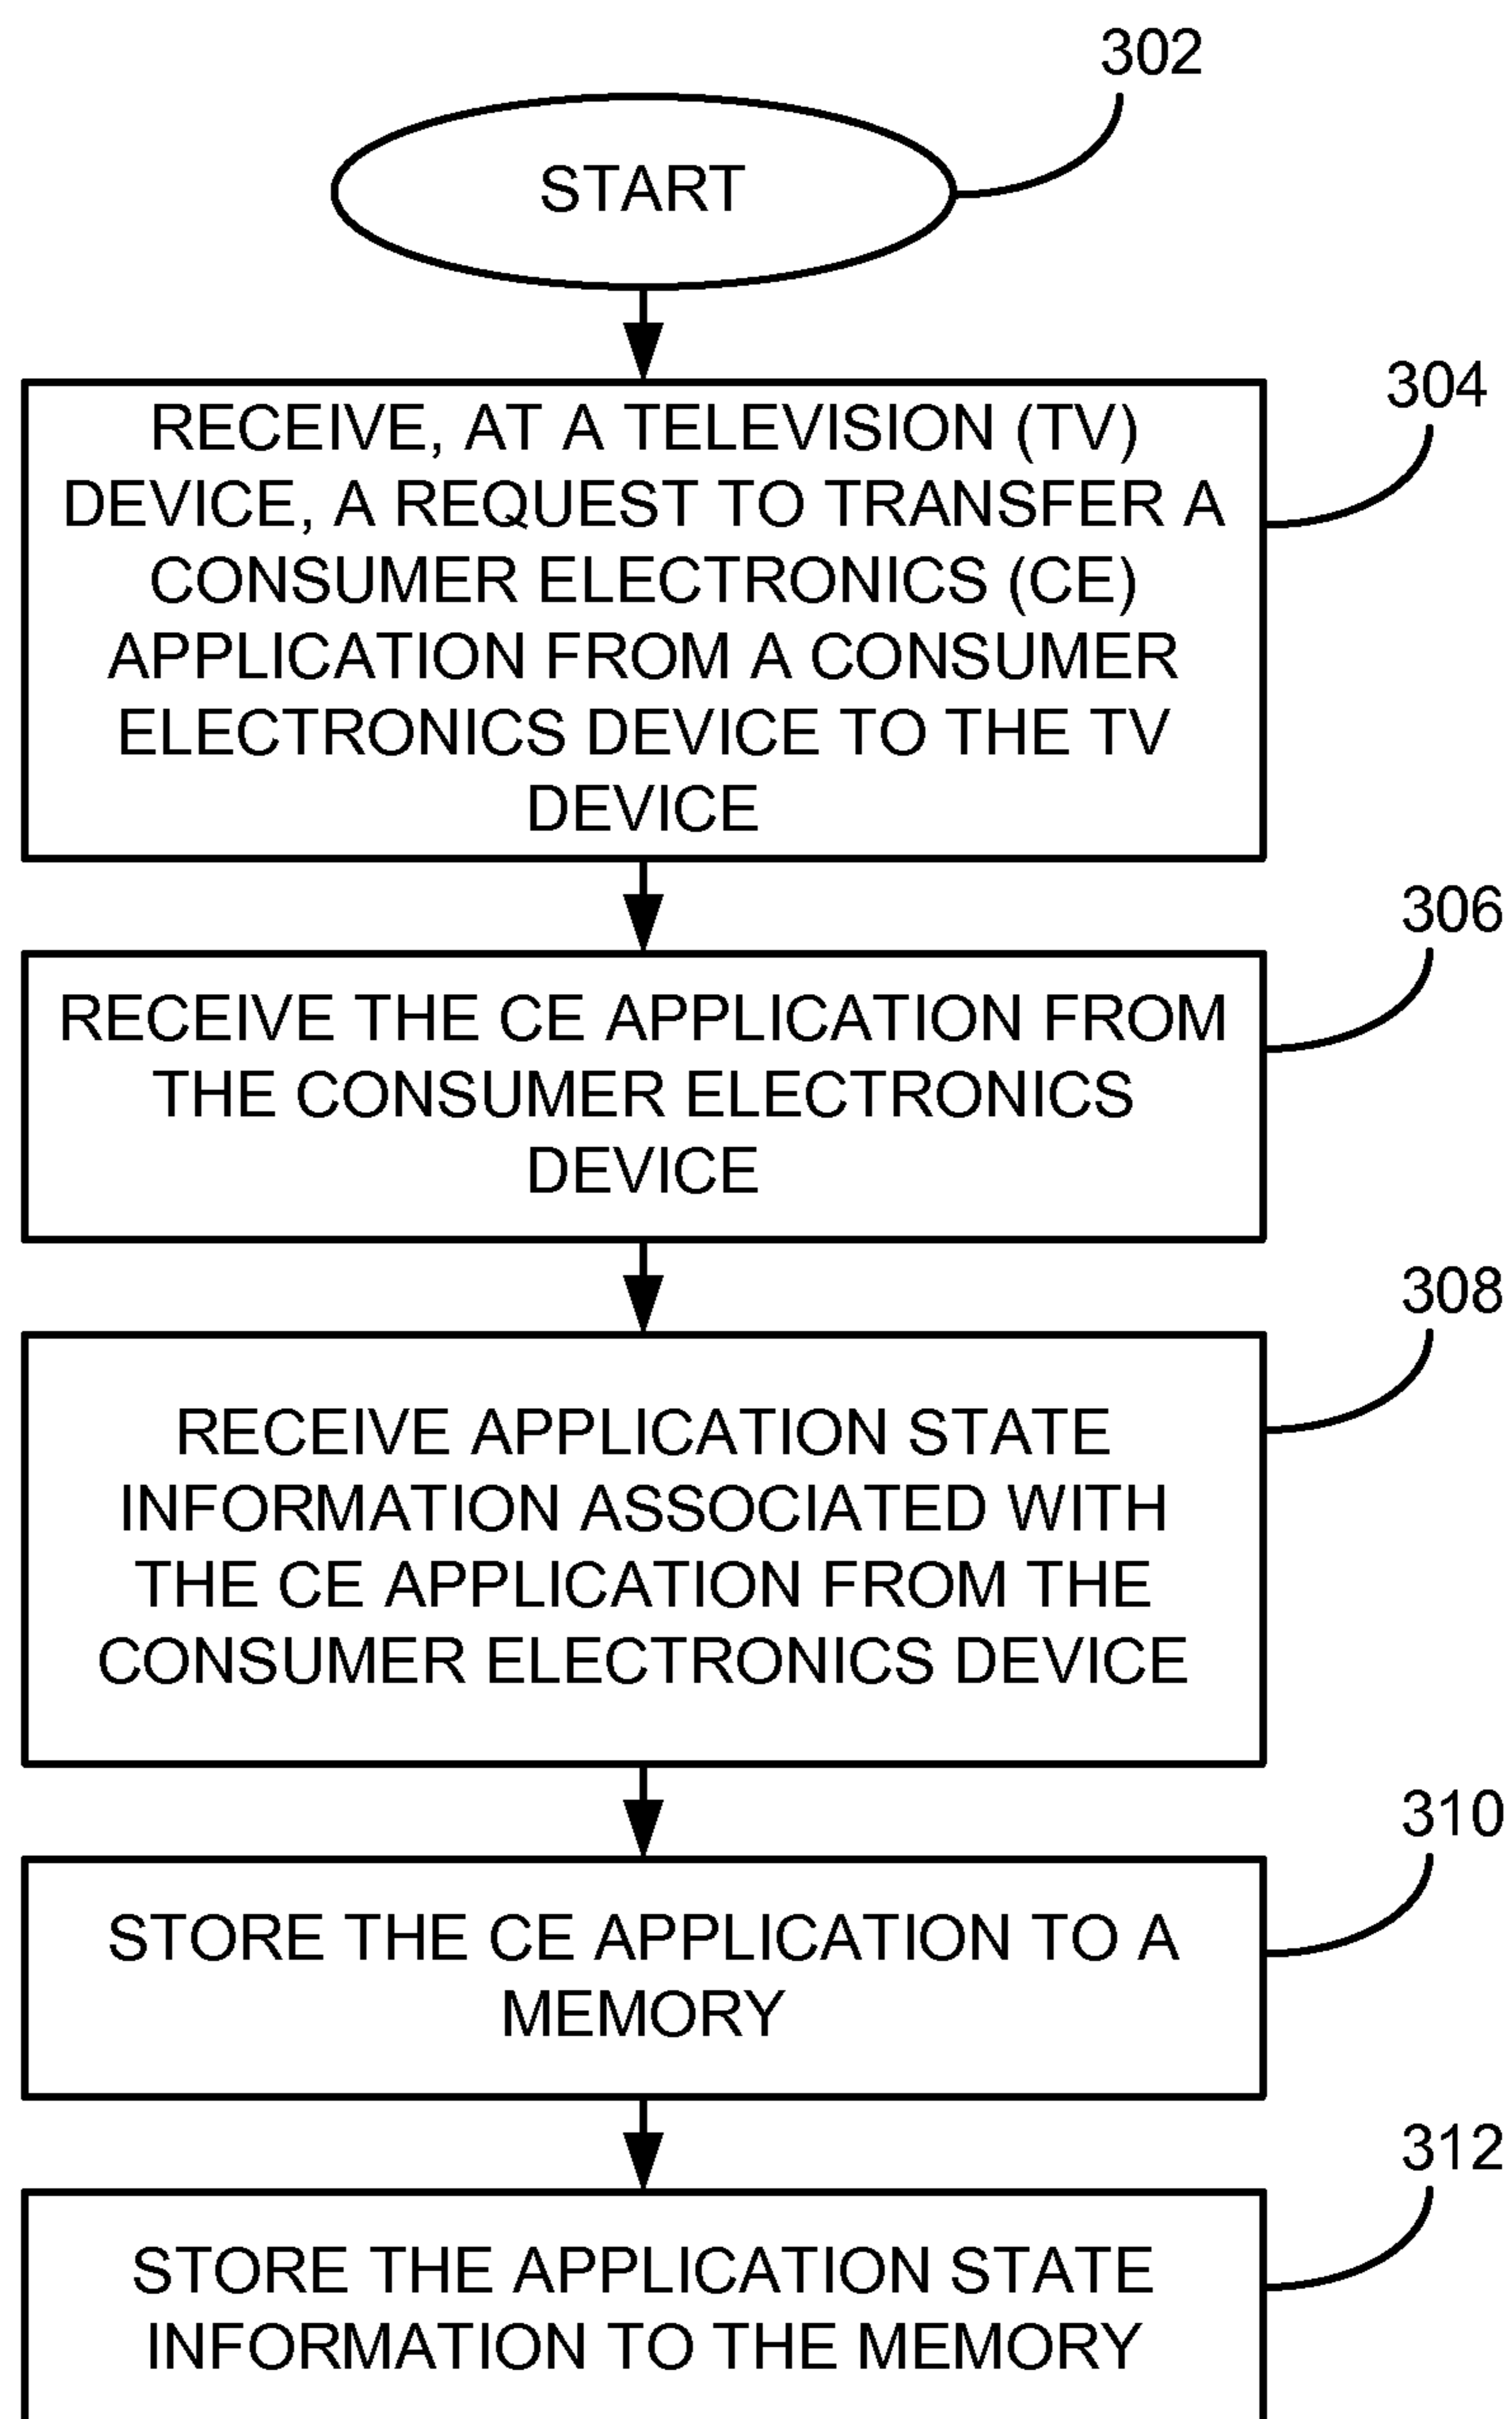 302
START
304
RECEIVE, AT A TELEVISION (TV)
DEVICE, A REQUEST TO TRANSFER A
CONSUMER ELECTRONICS (CE)
APPLICATION FROM A CONSUMER
ELECTRONICS DEVICE TO THE TV
DEVICE
306
RECEIVE THE CE APPLICATION FROM
THE CONSUMER ELECTRONICS
DEVICE
308
RECEIVE APPLICATION STATE
INFORMATION ASSOCIATED WITH
THE CE APPLICATION FROM THE
CONSUMER ELECTRONICS DEVICE
310
STORE THE CE APPLICATION TO A
MEMORY
312
STORE THE APPLICATION STATE
INFORMATION TO THE MEMORY